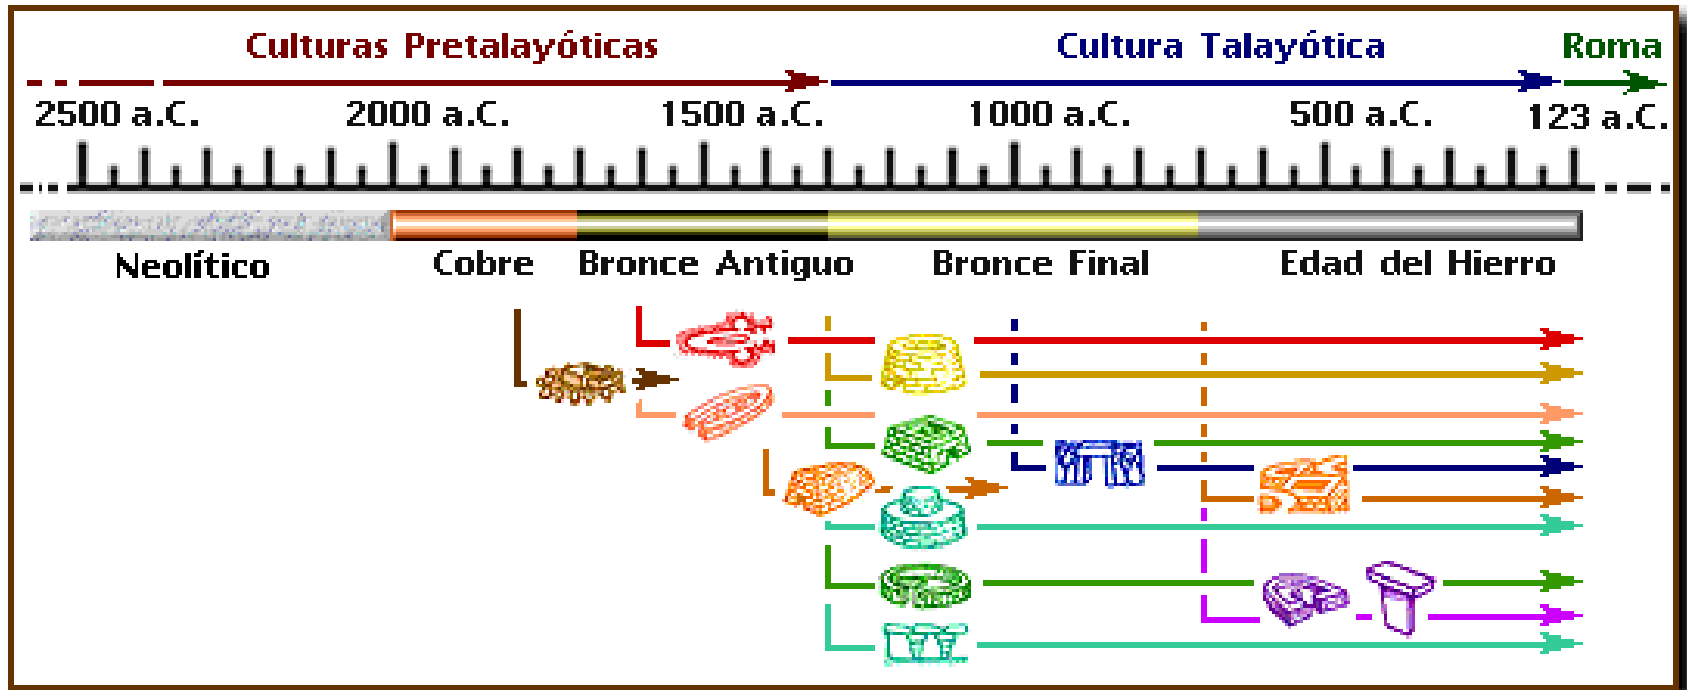 Culturas Pretalayóticas Cultura Talayótica Roma
2500 a.C. 2000 a.C. 1500 a.C. 1000 a.C. 500 a.C. 123 a.C.
Neolítico Cobre Bronce Antiguo Bronce Final Edad del Hierro